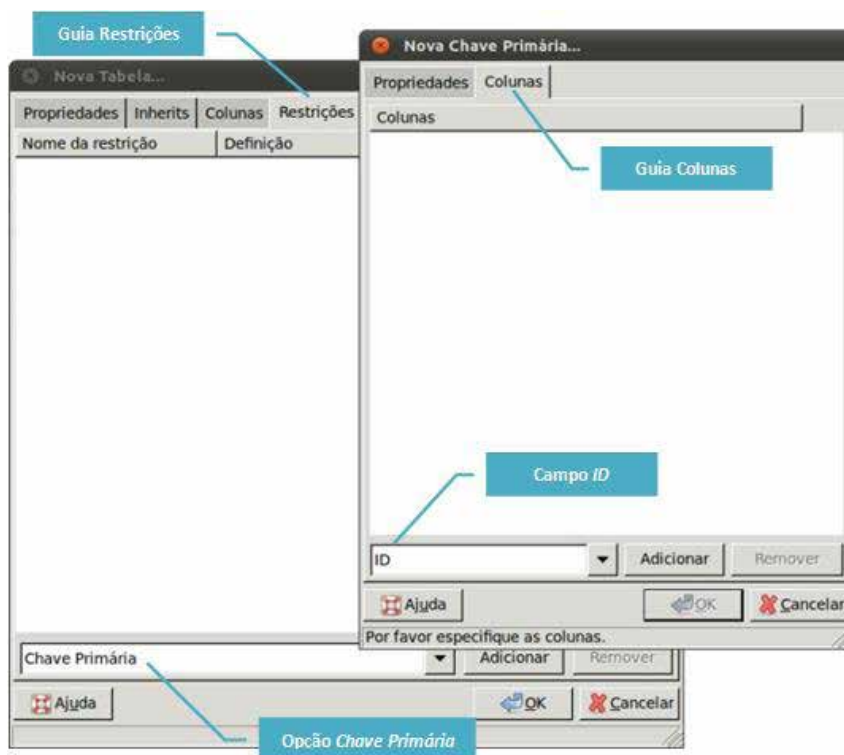 Guia Restrições
Nova Chave Primária...
Nova Tabela...
Propriedades Colunas
Propriedades Inherits Colunas Restrições
Colunas
Nome da restrição Definição
Guia Colunas
Campo ID
ID Adicionar Remover
Ajuda OK Cancelar
Por favor especifique as colunas.
Chave Primária Adicionar Remover
Ajuda OK Cancelar
Opção Chave Primária